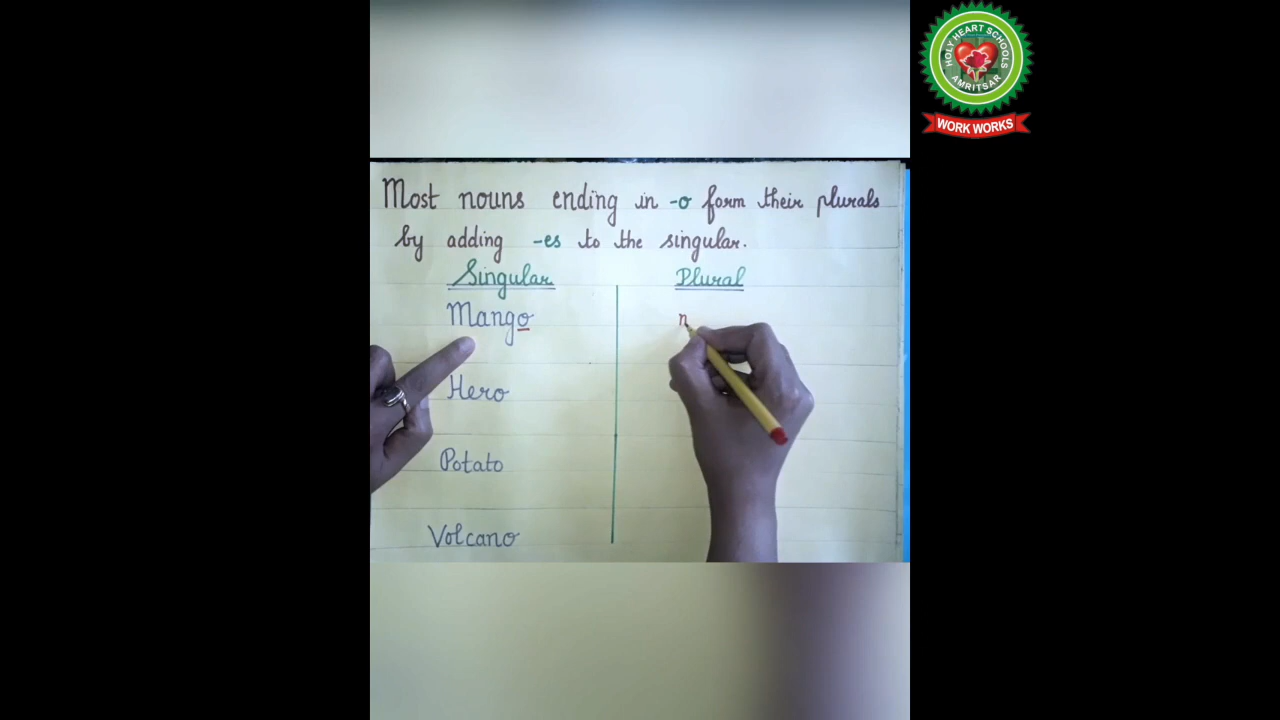 HOLY HEART SCHOOLS
AMRITSAR
WORK WORKS
Most nouns ending in -o form their plurals
by adding -es to the singular.
Singular Plural
Mango n
Hero
Potato
Volcano